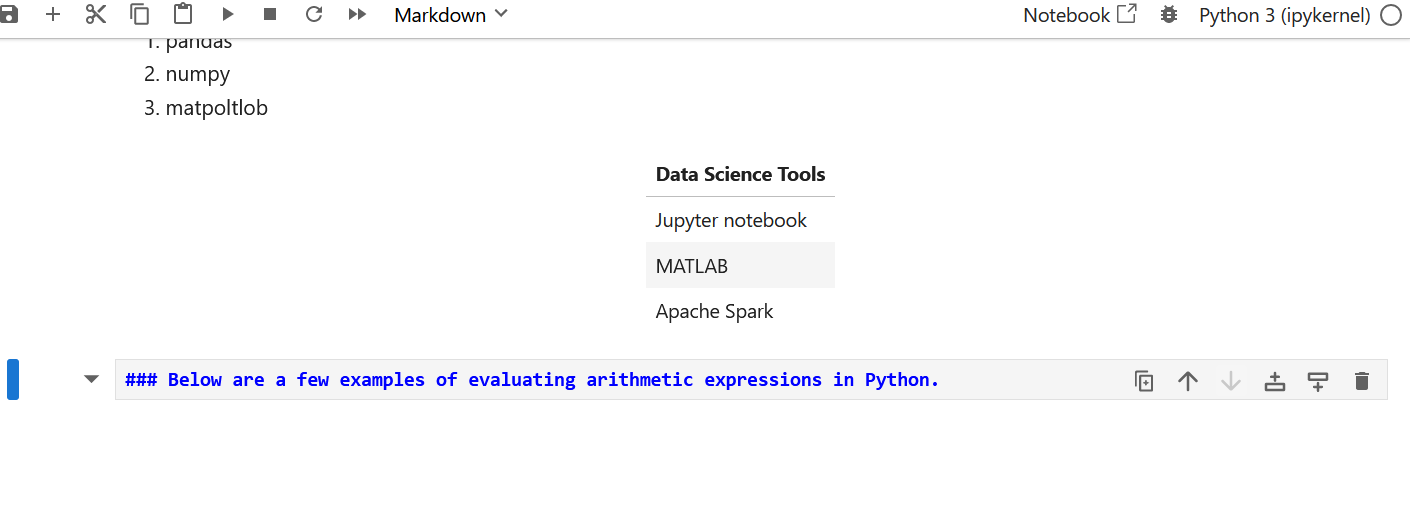 Markdown
Notebook
Python 3 (ipykernel)
1. pandas
2. numpy
3. matpoltlob
Data Science Tools
Jupyter notebook
MATLAB
Apache Spark
### Below are a few examples of evaluating arithmetic expressions in Python.